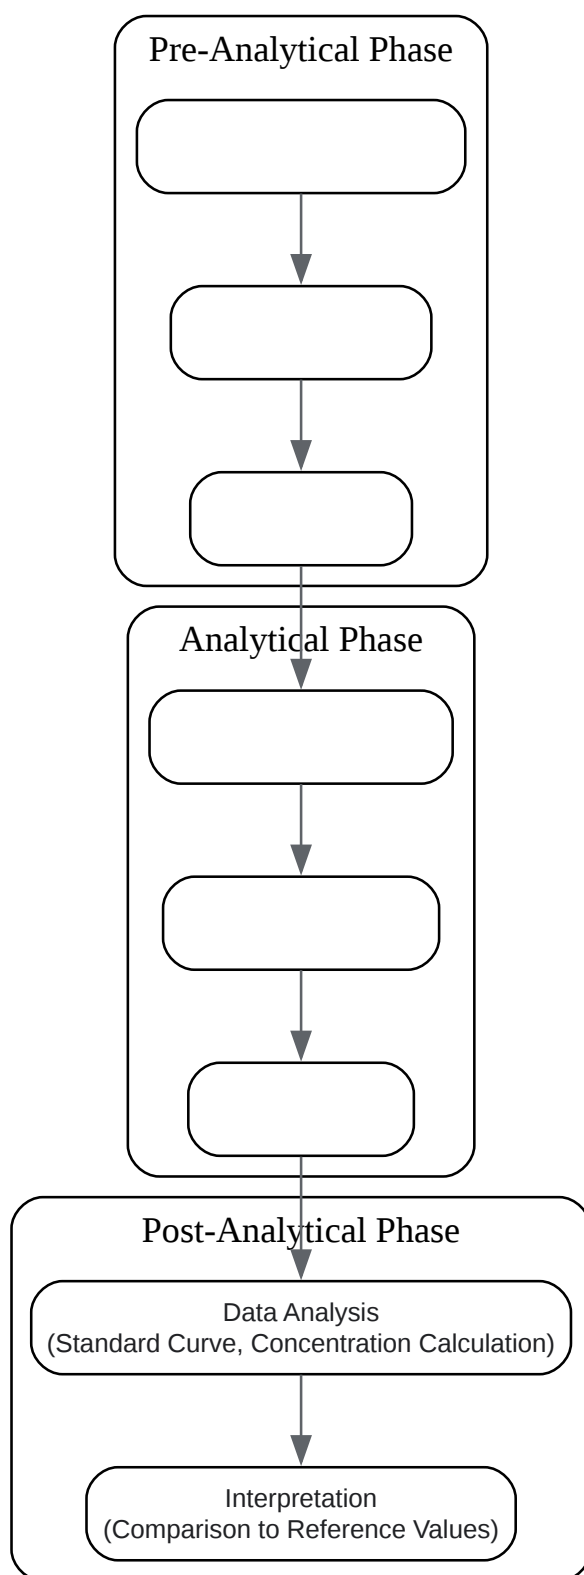 Pre-Analytical Phase
Analytical Phase
Post-Analytical Phase
Data Analysis
(Standard Curve, Concentration Calculation)
Interpretation
(Comparison to Reference Values)